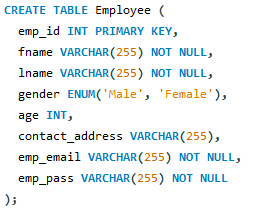 CREATE TABLE Employee (
  emp_id INT PRIMARY KEY,
  fname VARCHAR(255) NOT NULL,
  lname VARCHAR(255) NOT NULL,
  gender ENUM('Male', 'Female'),
  age INT,
  contact_address VARCHAR(255),
  emp_email VARCHAR(255) NOT NULL,
  emp_pass VARCHAR(255) NOT NULL
);